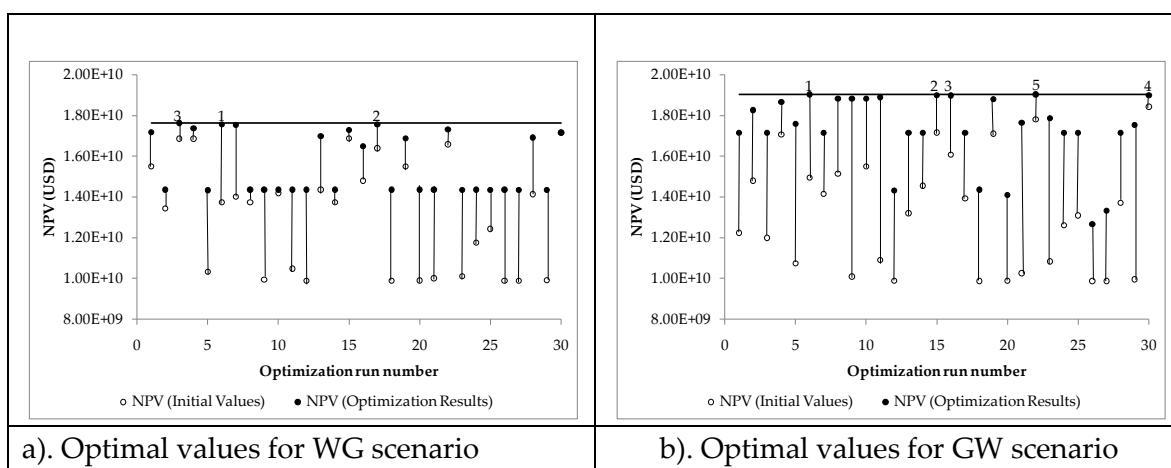 2.00E+10
1.80E+10
1.60E+10
1.40E+10
1.20E+10
1.00E+10
8.00E+09
NPV (USD)
3 1 2
0 5 10 15 20 25 30
Optimization run number
NPV (Initial Values) NPV (Optimization Results)
2.00E+10
1.80E+10
1.60E+10
1.40E+10
1.20E+10
1.00E+10
8.00E+09
NPV (USD)
1 2 3 5 4
0 5 10 15 20 25 30
Optimization run number
NPV (Initial Values) NPV (Optimization Results)
a). Optimal values for WG scenario
b). Optimal values for GW scenario